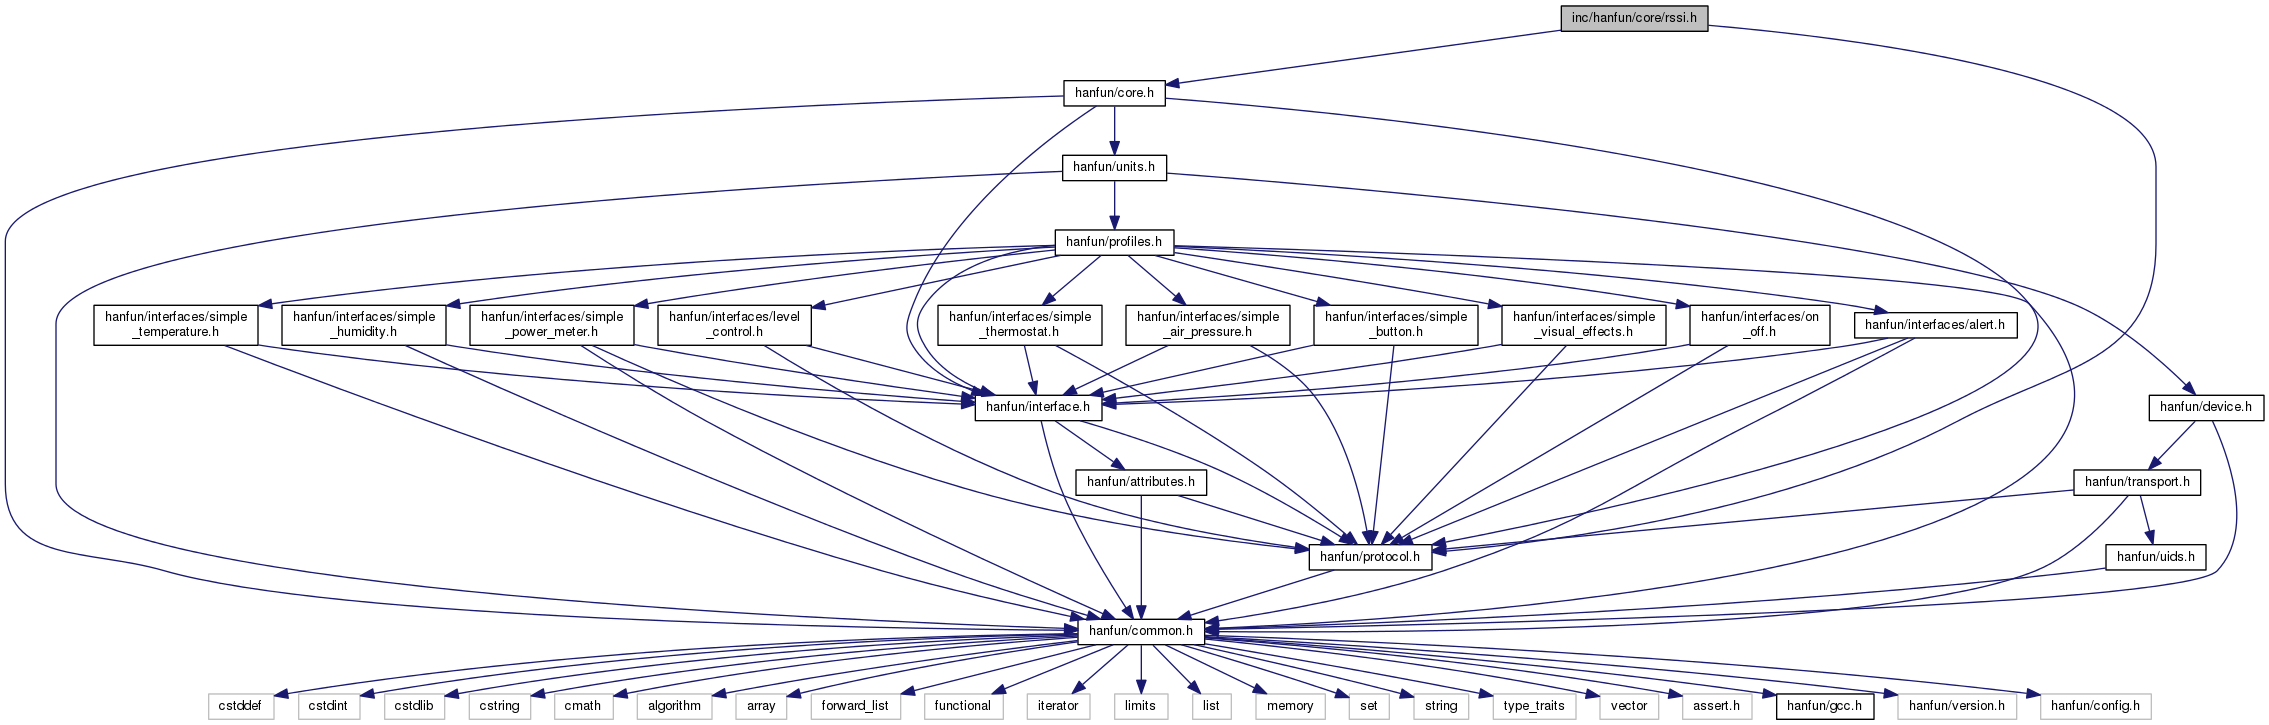 inc/hanfun/core/rssi.h
hanfun/core.h
hanfun/units.h
hanfun/profiles.h
hanfun/interfaces/simple
_temperature.h
hanfun/interfaces/simple
_humidity.h
hanfun/interfaces/simple
_power_meter.h
hanfun/interfaces/level
_control.h
hanfun/interfaces/simple
_thermostat.h
hanfun/interfaces/simple
_air_pressure.h
hanfun/interfaces/simple
_button.h
hanfun/interfaces/simple
_visual_effects.h
hanfun/interfaces/on
_off.h
hanfun/interfaces/alert.h
hanfun/interface.h
hanfun/device.h
hanfun/attributes.h
hanfun/transport.h
hanfun/protocol.h
hanfun/uids.h
hanfun/common.h
cstddef
cstdint
cstdlib
cstring
cmath
algorithm
array
forward_list
functional
iterator
limits
list
memory
set
string
type_traits
vector
assert.h
hanfun/gcc.h
hanfun/version.h
hanfun/config.h